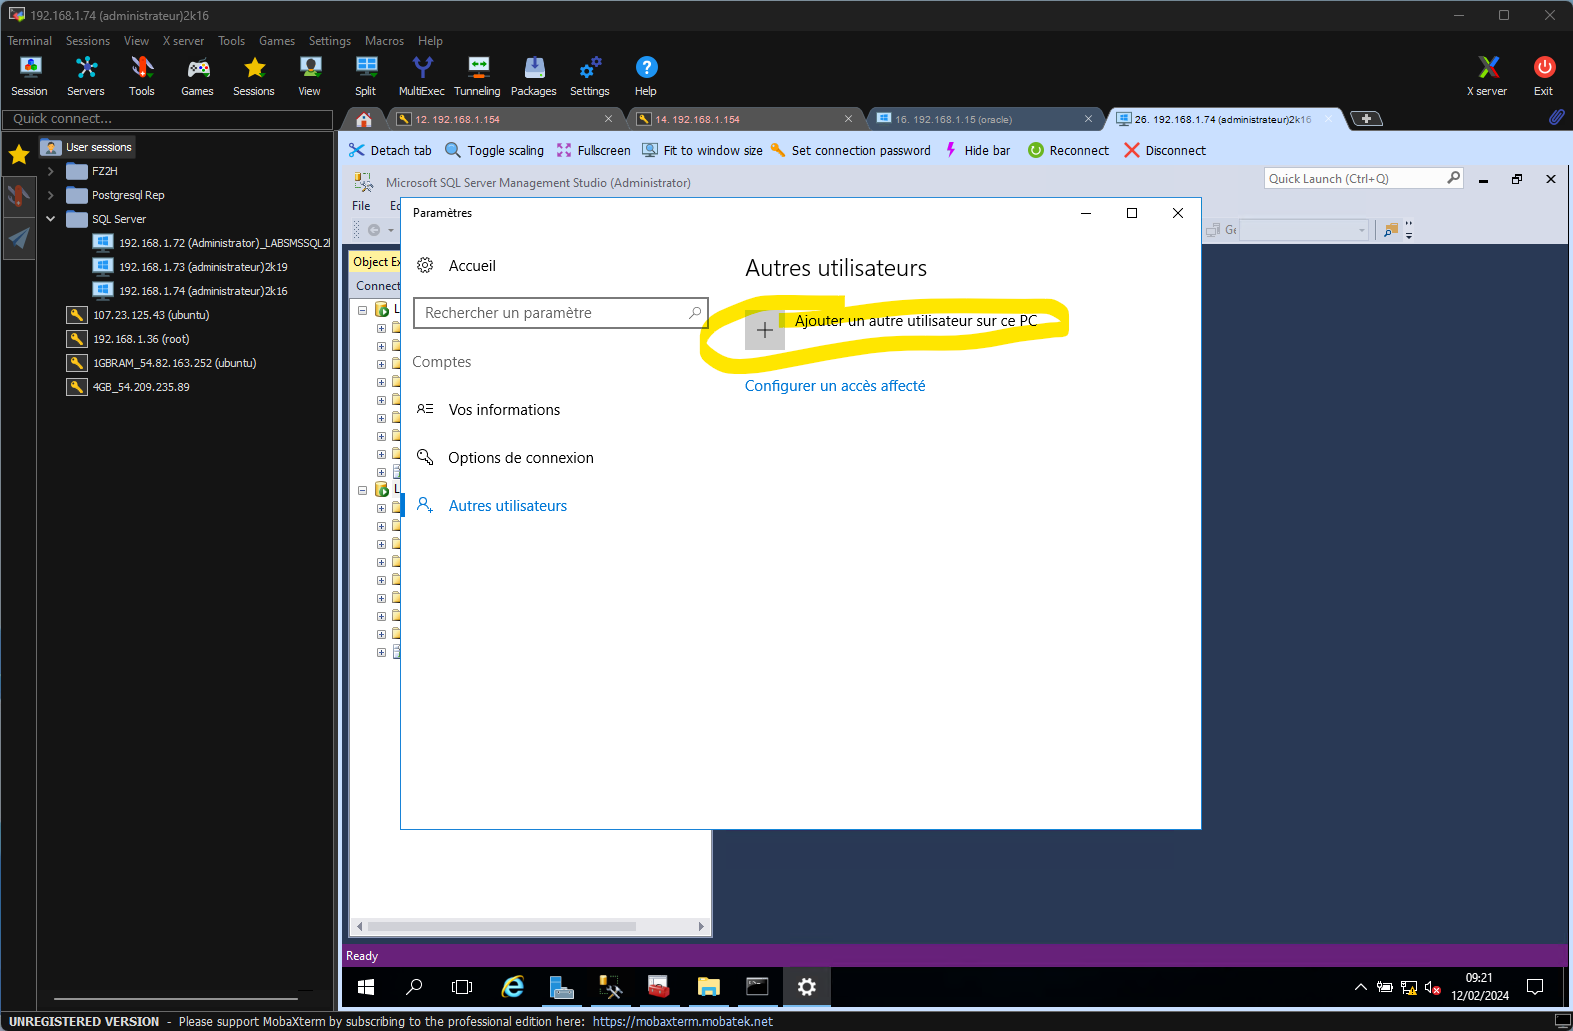 192.168.1.74 (administrateur)2k16
Terminal Sessions View X server Tools Games Settings Macros Help
Session Servers Tools Games Sessions View Split MultiExec Tunneling Packages Settings Help X server Exit
Quick connect...
12. 192.168.1.154
14. 192.168.1.154
16. 192.168.1.15 (oracle)
26. 192.168.1.74 (administrateur)2k16
Detach tab Toggle scaling Fullscreen Fit to window size Set connection password Hide bar Reconnect Disconnect
User sessions
FZ2H
Postgresql Rep
SQL Server
192.168.1.72 (Administrator)_LABSMSSQL2
192.168.1.73 (administrateur)2k19
192.168.1.74 (administrateur)2k16
107.23.125.43 (ubuntu)
192.168.1.36 (root)
1GBRAM_54.82.163.252 (ubuntu)
4GB_54.209.235.89
Microsoft SQL Server Management Studio (Administrator)
Quick Launch (Ctrl+Q)
File
Ge
Object Ex
Connect
L
L
Paramètres
Accueil
Rechercher un paramètre
Comptes
Vos informations
Options de connexion
Autres utilisateurs
Autres utilisateurs
Ajouter un autre utilisateur sur ce PC
Configurer un accès affecté
Ready
09:21
12/02/2024
UNREGISTERED VERSION - Please support MobaXterm by subscribing to the professional edition here: https://mobaxterm.mobatek.net